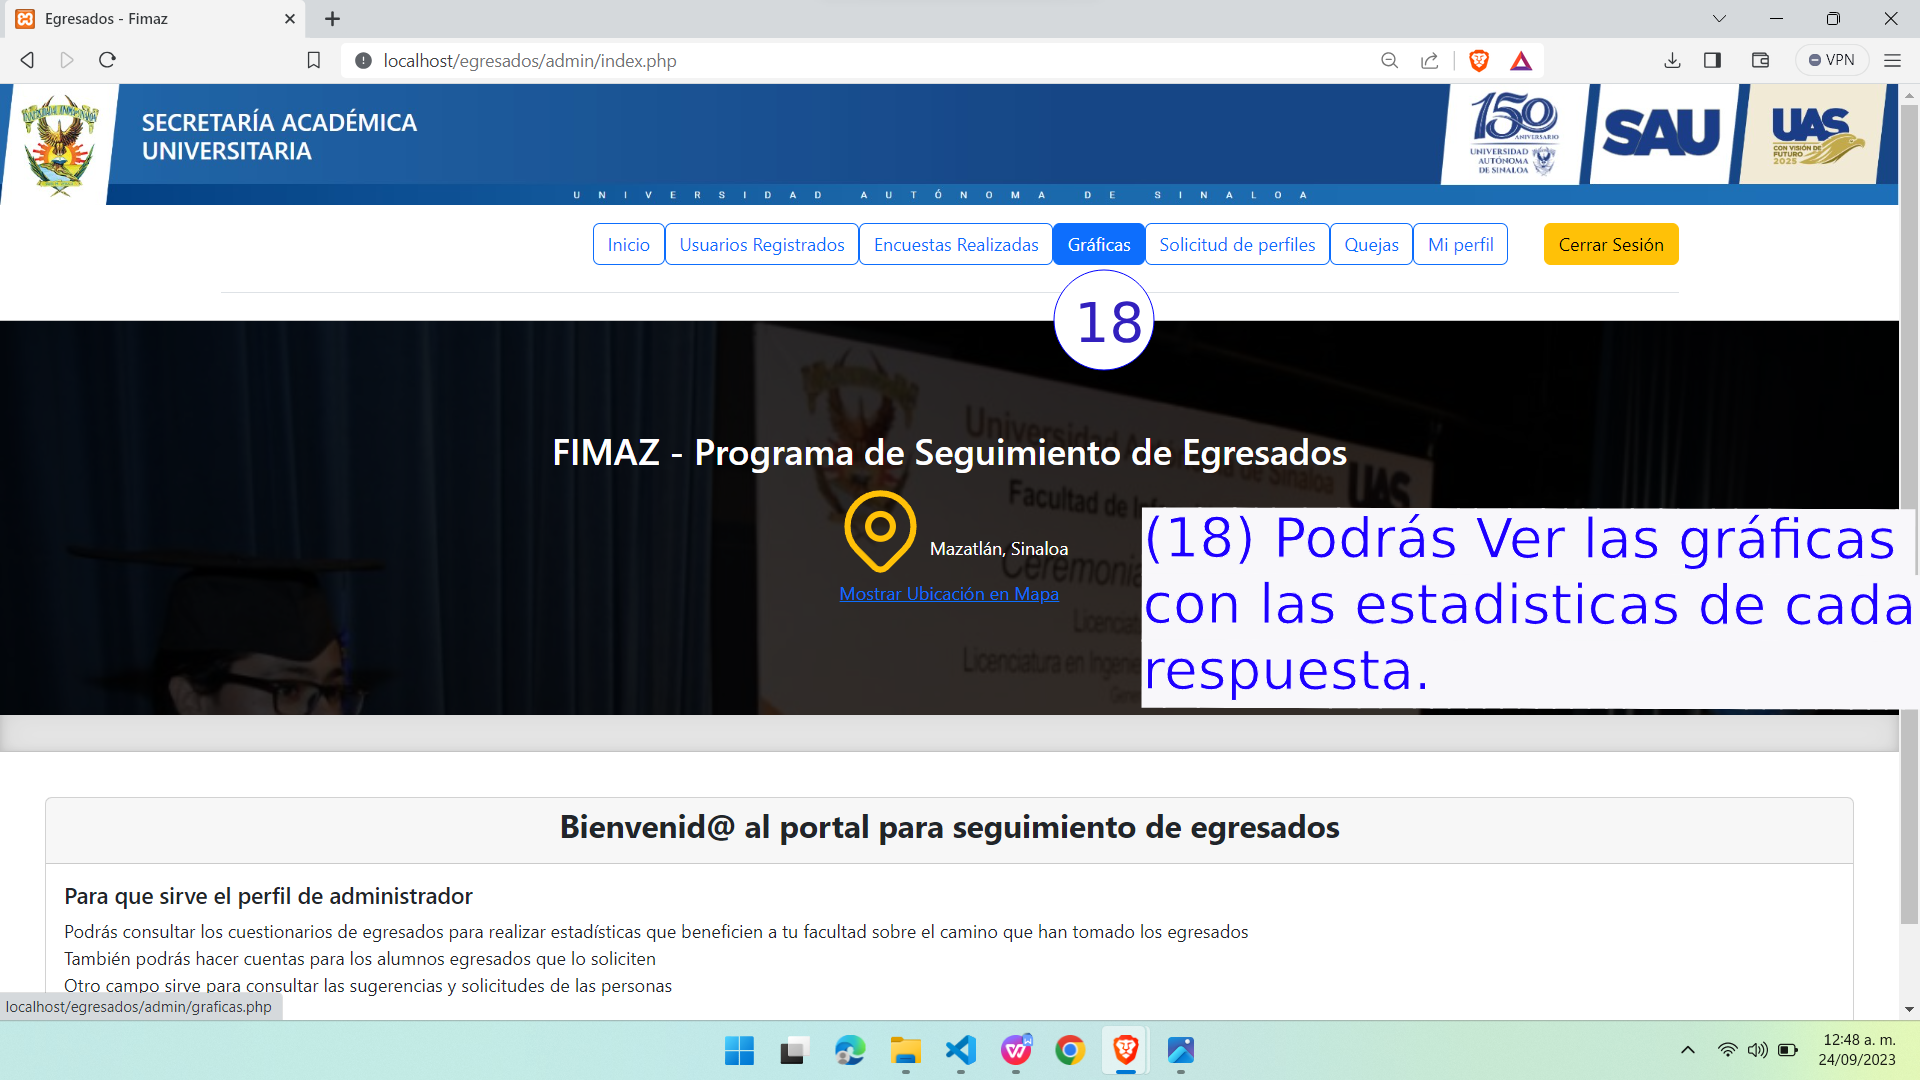 Egresados - Fimaz
localhost/egresados/admin/index.php
VPN
SECRETARÍA ACADÉMICA
UNIVERSITARIA
150
ANIVERSARIO
UNIVERSIDAD
AUTÓNOMA
DE SINALOA
SAU
UAS
CON VISIÓN DE
FUTURO
2025
UNIVERSIDAD AUTÓNOMA DE SINALOA
Inicio
Usuarios Registrados
Encuestas Realizadas
Gráficas
Solicitud de perfiles
Quejas
Mi perfil
Cerrar Sesión
18
FIMAZ - Programa de Seguimiento de Egresados
Mazatlán, Sinaloa
Mostrar Ubicación en Mapa
(18) Podrás Ver las gráficas
con las estadisticas de cada
respuesta.
Bienvenid@ al portal para seguimiento de egresados
Para que sirve el perfil de administrador
Podrás consultar los cuestionarios de egresados para realizar estadísticas que beneficien a tu facultad sobre el camino que han tomado los egresados
También podrás hacer cuentas para los alumnos egresados que lo soliciten
Otro campo sirve para consultar las sugerencias y solicitudes de las personas
localhost/egresados/admin/graficas.php
12:48 a. m.
24/09/2023